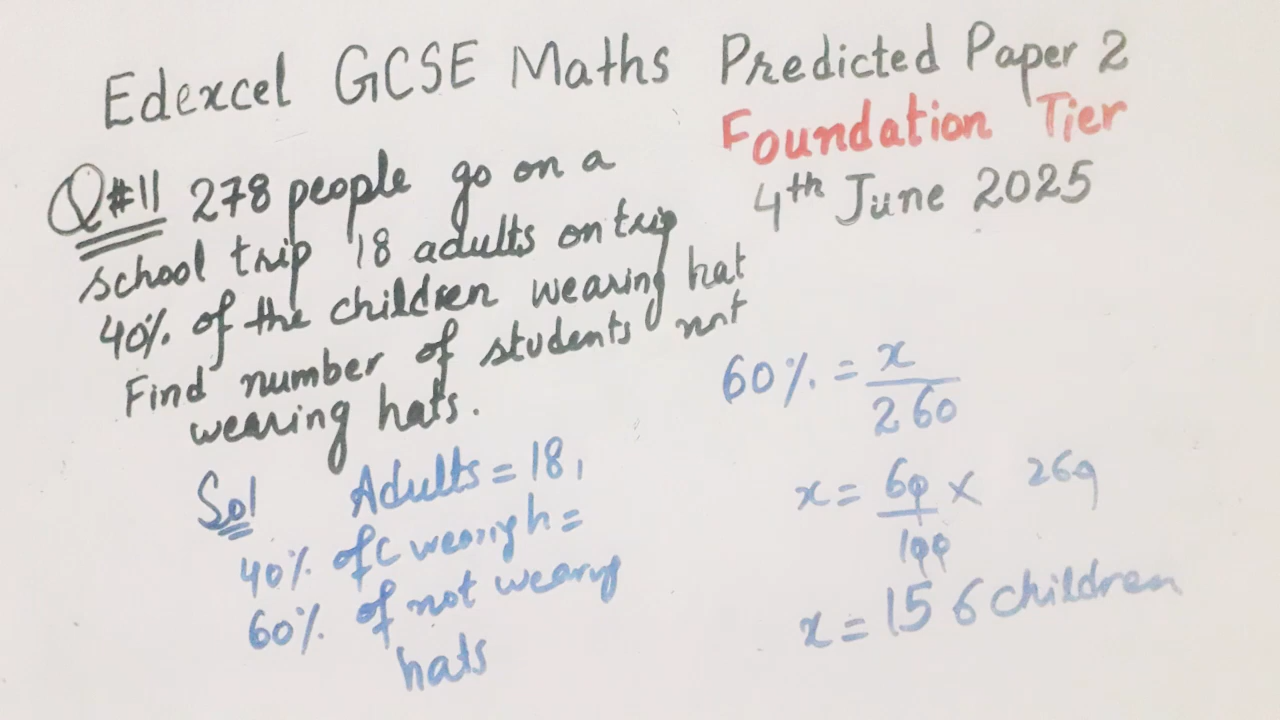 Edexcel GCSE Maths Predicted Paper 2
Foundation Tier
4th June 2025
Q#11 278 people go on a
school trip 18 adults on trip
40% of the children wearing hat
Find number of students not
wearing hats.
Sol Adults = 18,
40% of C wearigh =
60% of not wearing
hats
60% = x/260
x = 60/100 × 260
x = 156 children